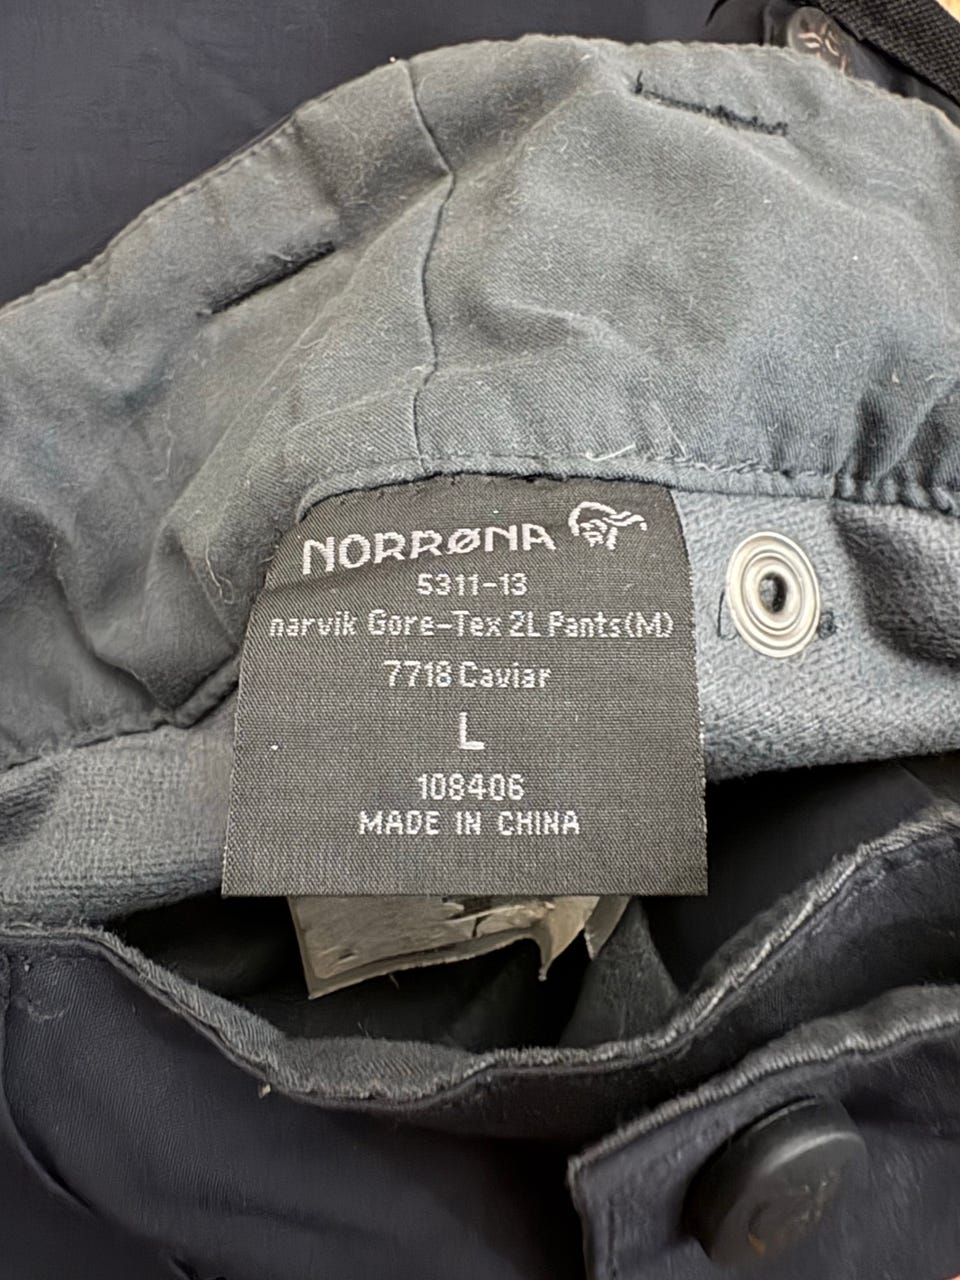 NORRØNA
5311-13
narvik Gore-Tex 2L Pants(M)
7718 Caviar
L
108406
MADE IN CHINA